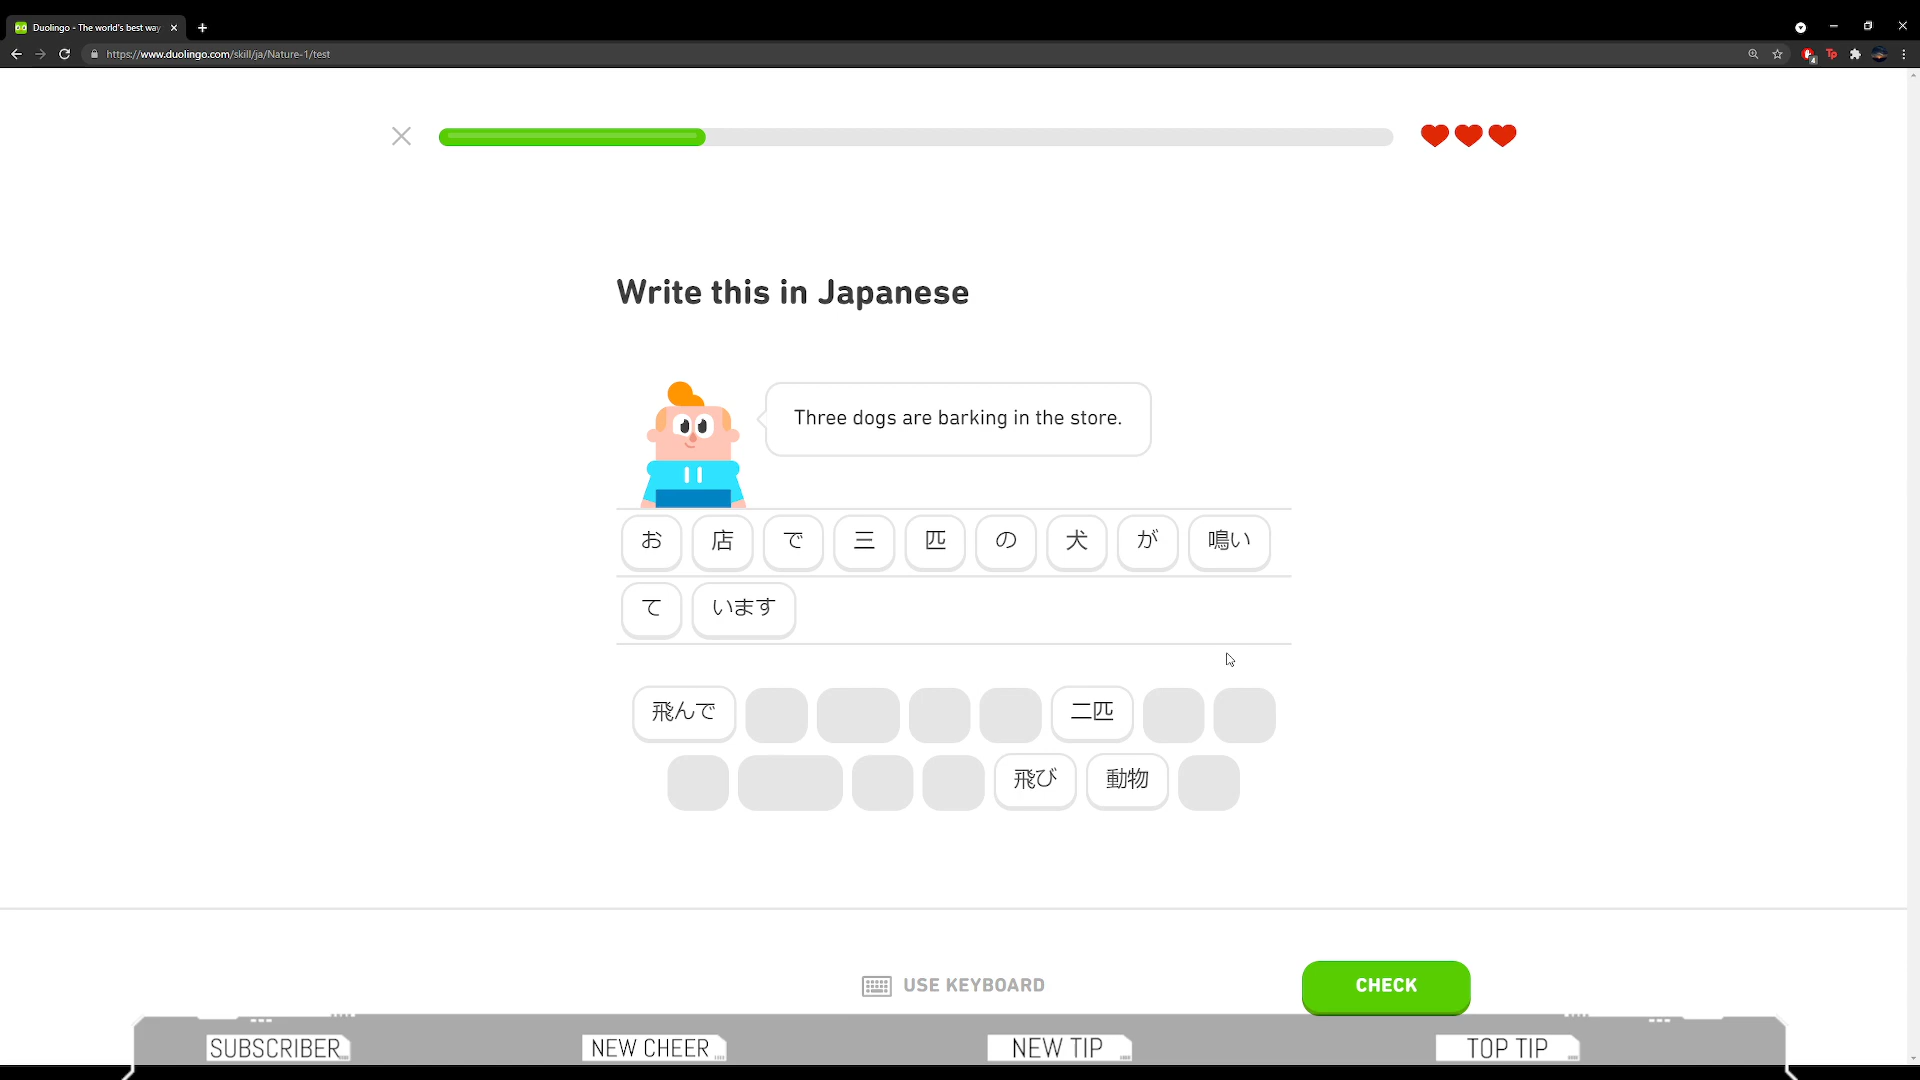 Duolingo - The world's best way
https://www.duolingo.com/skill/ja/Nature-1/test
Write this in Japanese
Three dogs are barking in the store.
お 店 で 三 匹 の 犬 が 鳴い
て います
飛んで 二匹
飛び 動物
USE KEYBOARD
CHECK
SUBSCRIBER NEW CHEER NEW TIP TOP TIP